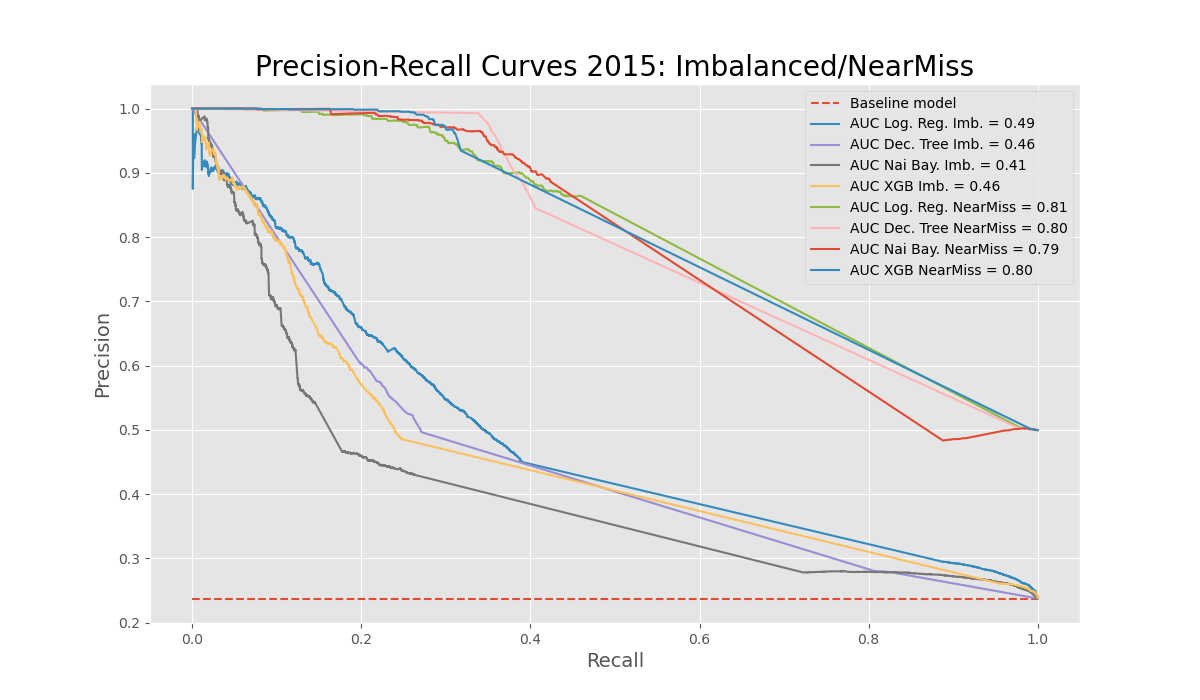 Precision-Recall Curves 2015: Imbalanced/NearMiss
Baseline model
AUC Log. Reg. Imb. = 0.49
AUC Dec. Tree Imb. = 0.46
AUC Nai Bay. Imb. = 0.41
AUC XGB Imb. = 0.46
AUC Log. Reg. NearMiss = 0.81
AUC Dec. Tree NearMiss = 0.80
AUC Nai Bay. NearMiss = 0.79
AUC XGB NearMiss = 0.80
Precision
1.0
0.9
0.8
0.7
0.6
0.5
0.4
0.3
0.2
0.0 0.2 0.4 0.6 0.8 1.0
Recall